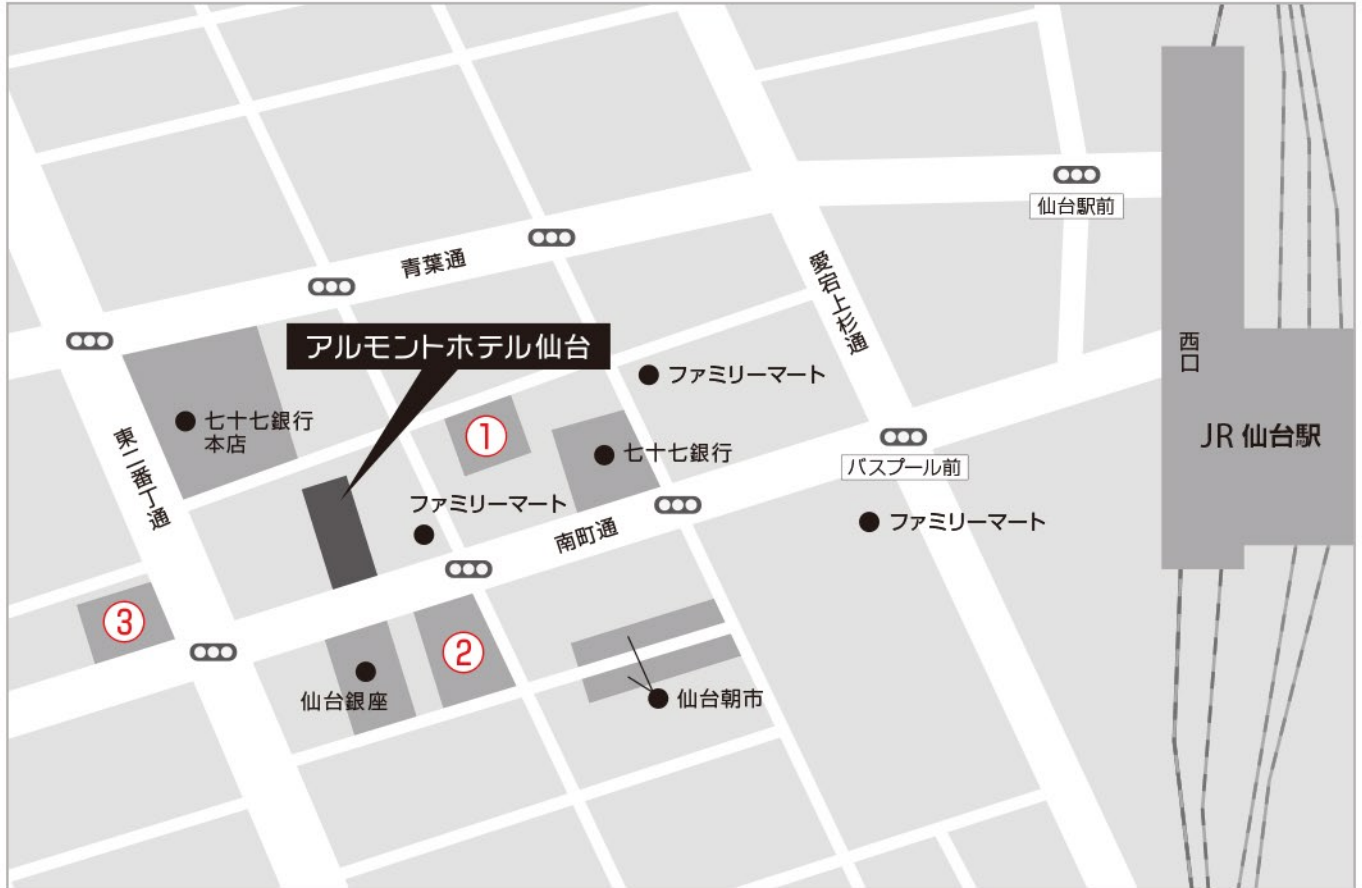 仙台駅前
青葉通
愛宕上杉通
アルモントホテル仙台
西口
ファミリーマート
七十七銀行
本店
東二番丁通
①
七十七銀行
JR 仙台駅
バスプール前
ファミリーマート
南町通
ファミリーマート
③
②
仙台銀座
仙台朝市